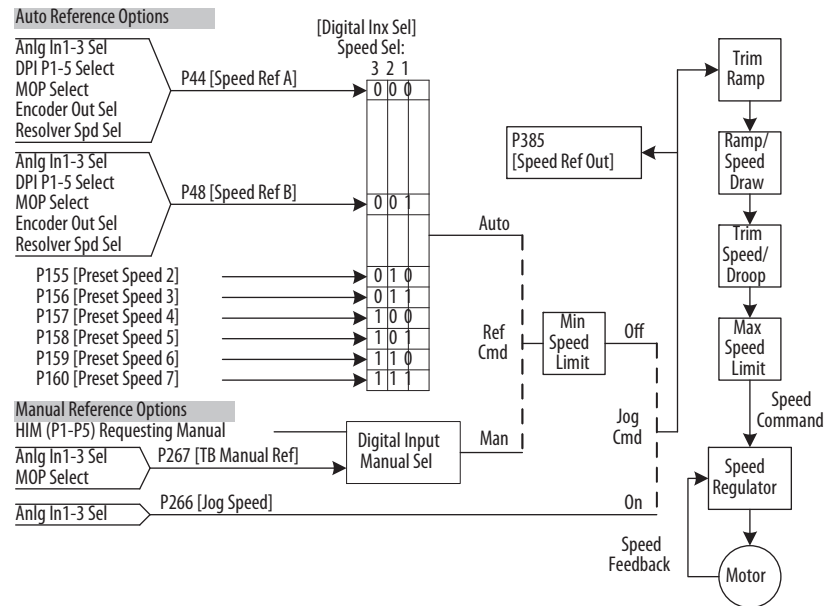 Auto Reference Options
Anlg In1-3 Sel
DPI P1-5 Select
MOP Select
Encoder Out Sel
Resolver Spd Sel
P44 [Speed Ref A]
Anlg In1-3 Sel
DPI P1-5 Select
MOP Select
Encoder Out Sel
Resolver Spd Sel
P48 [Speed Ref B]
P155 [Preset Speed 2]
P156 [Preset Speed 3]
P157 [Preset Speed 4]
P158 [Preset Speed 5]
P159 [Preset Speed 6]
P160 [Preset Speed 7]
[Digital Inx Sel]
Speed Sel:
3 2 1
0 0 0
0 0 1
0 1 0
0 1 1
1 0 0
1 0 1
1 1 0
1 1 1
Manual Reference Options
HIM (P1-P5) Requesting Manual
Anlg In1-3 Sel
MOP Select
P267 [TB Manual Ref]
Digital Input
Manual Sel
Anlg In1-3 Sel
P266 [Jog Speed]
Auto
Ref
Cmd
Man
Min
Speed
Limit
Off
Jog
Cmd
On
P385
[Speed Ref Out]
Trim
Ramp
Ramp/
Speed
Draw
Trim
Speed/
Droop
Max
Speed
Limit
Speed
Command
Speed
Regulator
Speed
Feedback
Motor